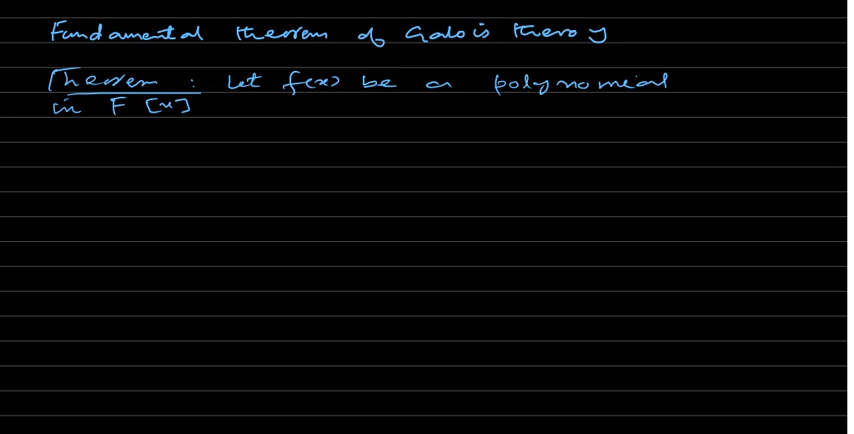 Fundamental theorem of Galois theory
Theorem : Let f(x) be a polynomial
in F [x]